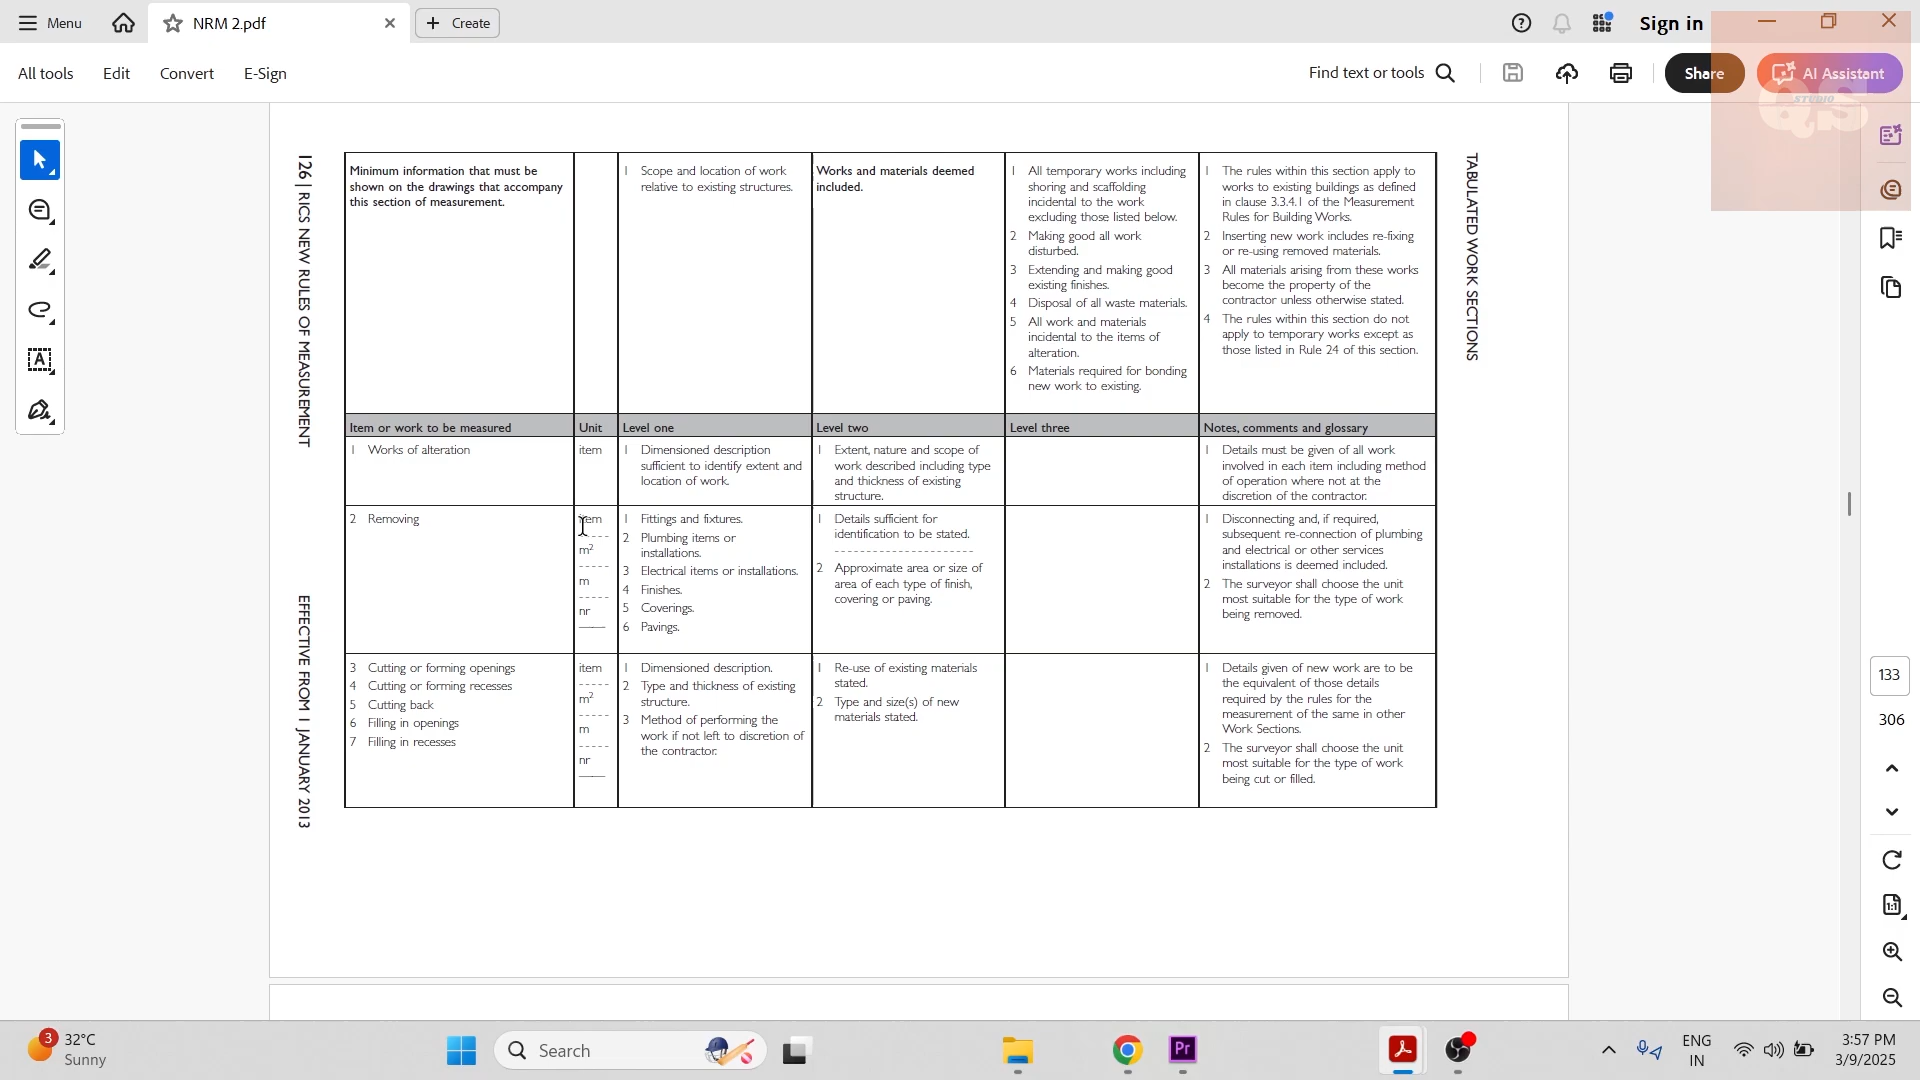 Menu
NRM 2.pdf
Create
Sign in
All tools
Edit
Convert
E-Sign
Find text or tools
Share
AI Assistant
QS
STUDIO
126 | RICS NEW RULES OF MEASUREMENT
EFFECTIVE FROM 1 JANUARY 2013
TABULATED WORK SECTIONS
Minimum information that must be
shown on the drawings that accompany
this section of measurement.
1 Scope and location of work
relative to existing structures.
Works and materials deemed
included.
1 All temporary works including
shoring and scaffolding
incidental to the work
excluding those listed below.
2 Making good all work
disturbed.
3 Extending and making good
existing finishes.
4 Disposal of all waste materials.
5 All work and materials
incidental to the items of
alteration.
6 Materials required for bonding
new work to existing.
1 The rules within this section apply to
works to existing buildings as defined
in clause 3.3.4.1 of the Measurement
Rules for Building Works.
2 Inserting new work includes re-fixing
or re-using removed materials.
3 All materials arising from these works
become the property of the
contractor unless otherwise stated.
4 The rules within this section do not
apply to temporary works except as
those listed in Rule 24 of this section.
Item or work to be measured
Unit
Level one
Level two
Level three
Notes, comments and glossary
1 Works of alteration
item
1 Dimensioned description
sufficient to identify extent and
location of work.
1 Extent, nature and scope of
work described including type
and thickness of existing
structure.
1 Details must be given of all work
involved in each item including method
of operation where not at the
discretion of the contractor.
2 Removing
item
m²
m
nr
1 Fittings and fixtures.
2 Plumbing items or
installations.
3 Electrical items or installations.
4 Finishes.
5 Coverings.
6 Pavings.
1 Details sufficient for
identification to be stated.
2 Approximate area or size of
area of each type of finish,
covering or paving.
1 Disconnecting and, if required,
subsequent re-connection of plumbing
and electrical or other services
installations is deemed included.
2 The surveyor shall choose the unit
most suitable for the type of work
being removed.
3 Cutting or forming openings
4 Cutting or forming recesses
5 Cutting back
6 Filling in openings
7 Filling in recesses
item
m²
m
nr
1 Dimensioned description.
2 Type and thickness of existing
structure.
3 Method of performing the
work if not left to discretion of
the contractor.
1 Re-use of existing materials
stated.
2 Type and size(s) of new
materials stated.
1 Details given of new work are to be
the equivalent of those details
required by the rules for the
measurement of the same in other
Work Sections.
2 The surveyor shall choose the unit
most suitable for the type of work
being cut or filled.
133
306
3
32°C
Sunny
Search
Pr
ENG
IN
3:57 PM
3/9/2025